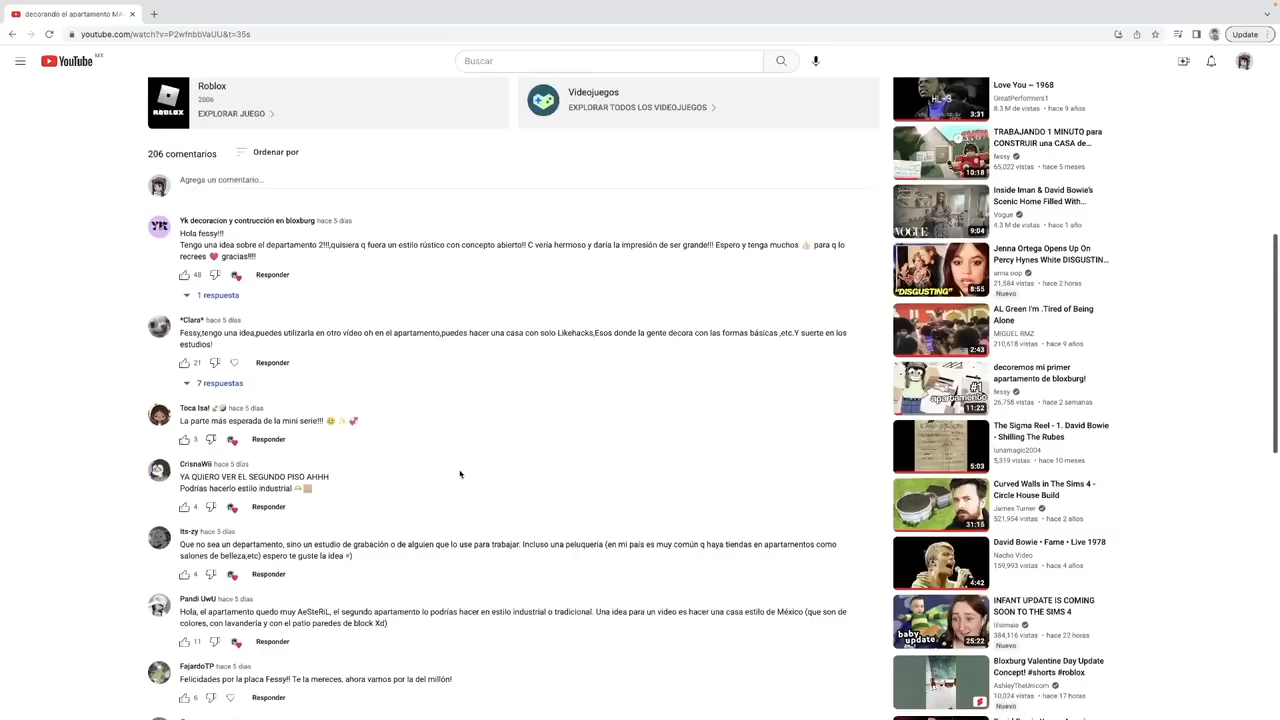 decorando el apartamento MA
youtube.com/watch?v=P2wfnbbVaUU&t=35s
Update
YouTube MX
Buscar
ROBLOX
Roblox
2006
EXPLORAR JUEGO
Videojuegos
EXPLORAR TODOS LOS VIDEOJUEGOS
206 comentarios
Ordenar por
Agrega un comentario...
YK
Yk decoracion y contrucción en bloxburg hace 5 días
Hola fessy!!!
Tengo una idea sobre el departamento 2!!!,quisiera q fuera un estilo rústico con concepto abierto!! C vería hermoso y daría la impresión de ser grande!!! Espero y tenga muchos 👍🏻 para q lo
recrees 💗 gracias!!!!
48
Responder
1 respuesta
*Clara* hace 5 días
Fessy,tengo una idea,puedes utilizarla en otro vídeo oh en el apartamento,puedes hacer una casa con solo Likehacks,Esos donde la gente decora con las formas básicas ,etc.Y suerte en los
estudios!
21
Responder
7 respuestas
Toca Isa! hace 5 días
La parte más esperada de la mini serie!!! 🥲 ✨ 💞
3
Responder
CrisnaWii hace 5 días
YA QUIERO VER EL SEGUNDO PISO AHHH
Podrías hacerlo estilo industrial
4
Responder
Its-zy hace 5 días
Que no sea un departamento, sino un estudio de grabación o de alguien que lo use para trabajar. Incluso una peluquería (en mi país es muy común q haya tiendas en apartamentos como
salones de belleza,etc) espero te guste la idea =)
4
Responder
Pandi UwU hace 5 días
Hola, el apartamento quedo muy AeSteRiL, el segundo apartamento lo podrías hacer en estilo industrial o tradicional. Una idea para un video es hacer una casa estilo de México (que son de
colores, con lavandería y con el patio paredes de block Xd)
11
Responder
FajardoTP hace 5 días
Felicidades por la placa Fessy!! Te la mereces, ahora vamos por la del millón!
6
Responder
3:31
Love You ~ 1968
GreatPerformers1
8.3 M de vistas • hace 9 años
10:18
TRABAJANDO 1 MINUTO para
CONSTRUIR una CASA de...
fessy
65,022 vistas • hace 5 meses
VOGUE
9:04
Inside Iman & David Bowie's
Scenic Home Filled With...
Vogue
4.3 M de vistas • hace 1 año
"DISGUSTING"
8:55
Jenna Ortega Opens Up On
Percy Hynes White DISGUSTIN...
anna oop
21,584 vistas • hace 2 horas
Nuevo
2:43
AL Green I'm .Tired of Being
Alone
MIGUEL RMZ
210,618 vistas • hace 9 años
#1
apartamento
11:22
decoremos mi primer
apartamento de bloxburg!
fessy
26,758 vistas • hace 2 semanas
5:03
The Sigma Reel - 1. David Bowie
- Shilling The Rubes
lunamagic2004
5,319 vistas • hace 10 meses
31:15
Curved Walls in The Sims 4 -
Circle House Build
James Turner
521,954 vistas • hace 2 años
4:42
David Bowie • Fame • Live 1978
Nacho Video
159,993 vistas • hace 4 años
baby
update
25:22
INFANT UPDATE IS COMING
SOON TO THE SIMS 4
lilsimsie
384,116 vistas • hace 22 horas
Nuevo
Bloxburg Valentine Day Update
Concept! #shorts #roblox
AshleyTheUnicorn
10,024 vistas • hace 17 horas
Nuevo